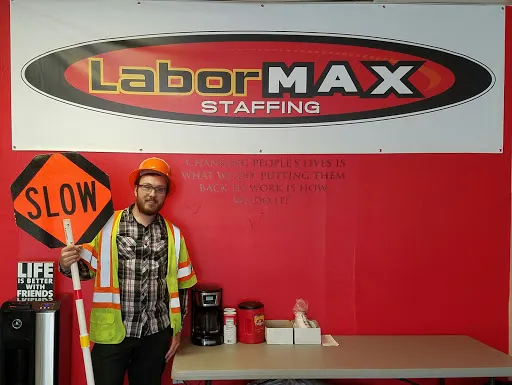 LaborMAX
STAFFING
CHANGING PEOPLE'S LIVES IS
WHAT WE DO. PUTTING THEM
BACK TO WORK IS HOW
WE DO IT!
SLOW
LIFE
IS BETTER
WITH
FRIENDS